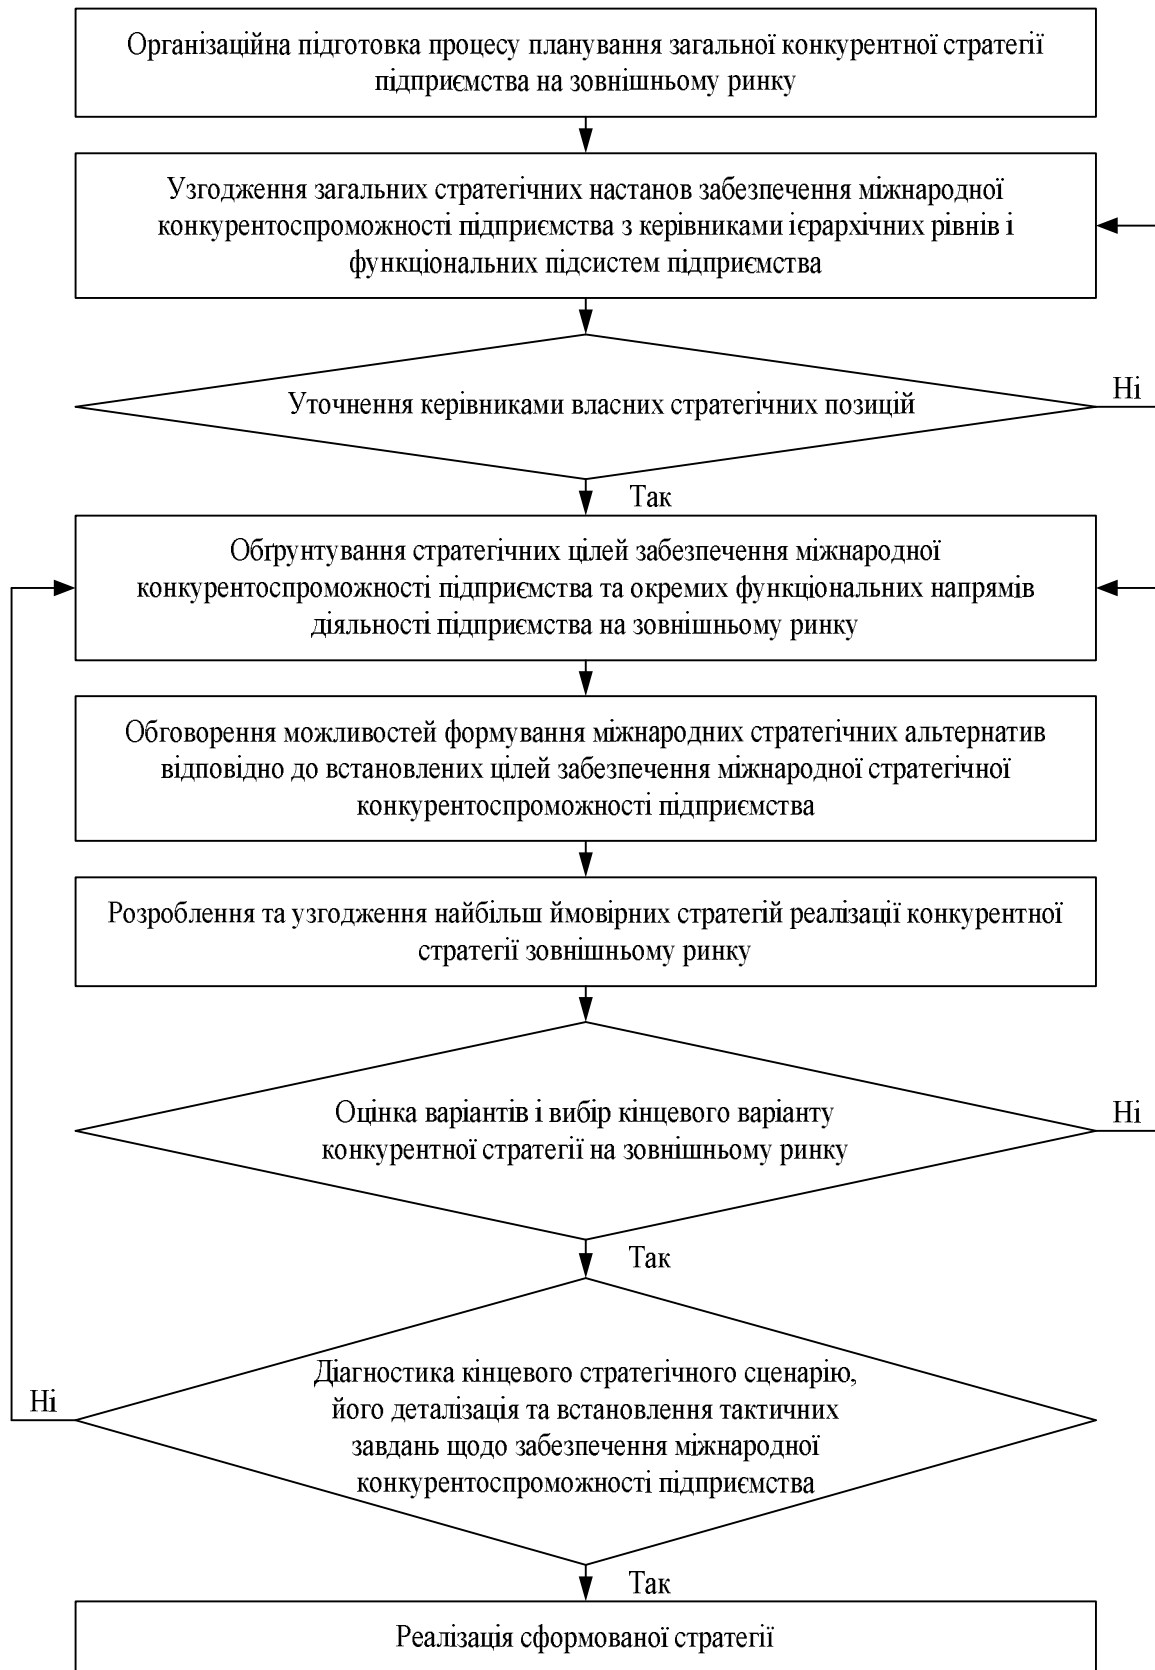 Організаційна підготовка процесу планування загальної конкурентної стратегії
підприємства на зовнішньому ринку
Узгодження загальних стратегічних настанов забезпечення міжнародної
конкурентоспроможності підприємства з керівниками ієрархічних рівнів і
функціональних підсистем підприємства
Уточнення керівниками власних стратегічних позицій
Ні
Так
Обґрунтування стратегічних цілей забезпечення міжнародної
конкурентоспроможності підприємства та окремих функціональних напрямів
діяльності підприємства на зовнішньому ринку
Обговорення можливостей формування міжнародних стратегічних альтернатив
відповідно до встановлених цілей забезпечення міжнародної стратегічної
конкурентоспроможності підприємства
Розроблення та узгодження найбільш ймовірних стратегій реалізації конкурентної
стратегії зовнішньому ринку
Оцінка варіантів і вибір кінцевого варіанту
конкурентної стратегії на зовнішньому ринку
Ні
Так
Діагностика кінцевого стратегічного сценарію,
його деталізація та встановлення тактичних
завдань щодо забезпечення міжнародної
конкурентоспроможності підприємства
Ні
Так
Реалізація сформованої стратегії